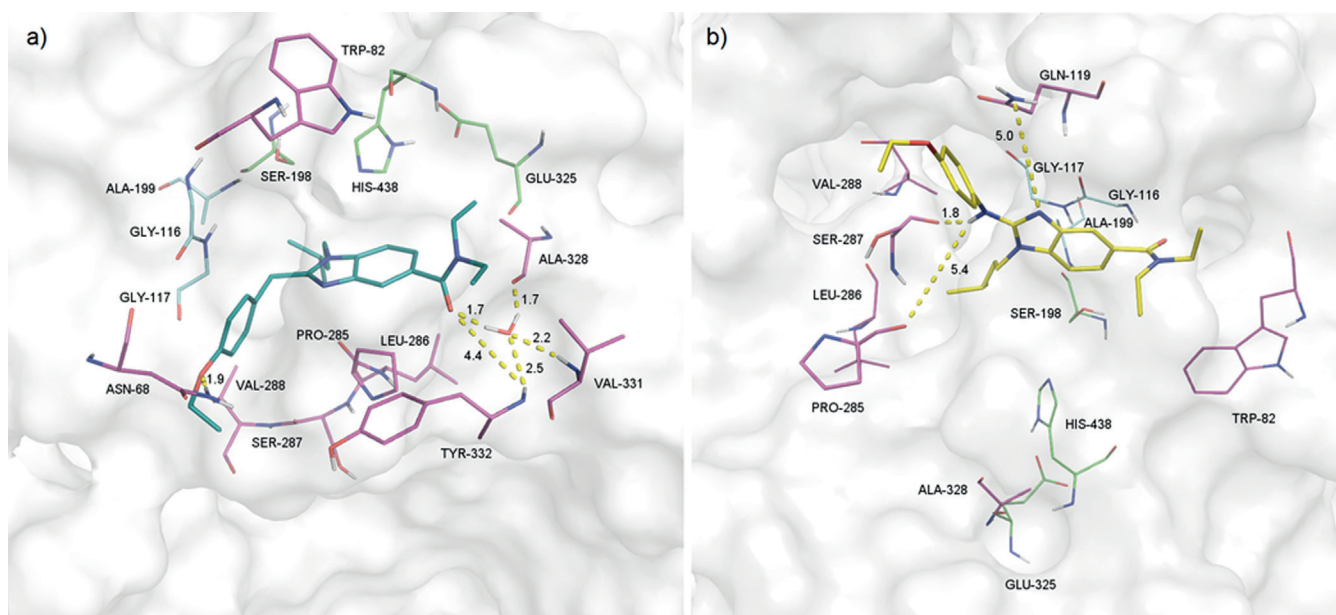 a)
TRP-82
ALA-199
SER-198
HIS-438
GLU-325
GLY-116
ALA-328
GLY-117
1.7
1.7
PRO-285
LEU-286
2.2
4.4
2.5
ASN-68
1.9
VAL-288
VAL-331
SER-287
TYR-332
b)
GLN-119
5.0
GLY-117
VAL-288
GLY-116
1.8
ALA-199
SER-287
5.4
LEU-286
SER-198
PRO-285
TRP-82
HIS-438
ALA-328
GLU-325